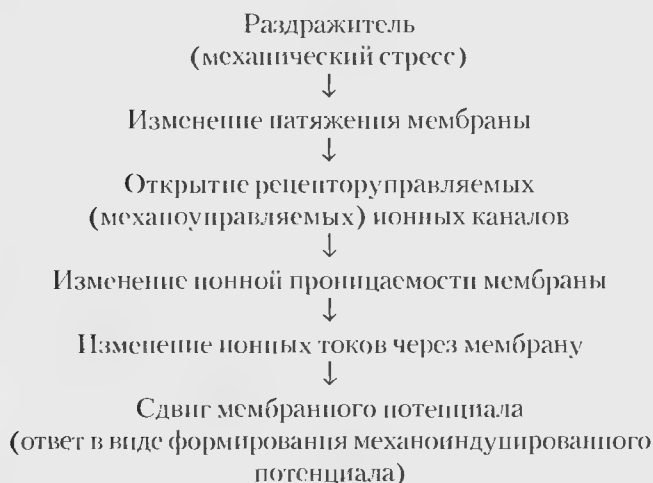 Раздражитель
(механический стресс)
↓
Изменение натяжения мембраны
↓
Открытие рецепторуправляемых
(механоуправляемых) ионных каналов
↓
Изменение ионной проницаемости мембраны
↓
Изменение ионных токов через мембрану
↓
Сдвиг мембранного потенциала
(ответ в виде формирования механоиндуцированного
потенциала)